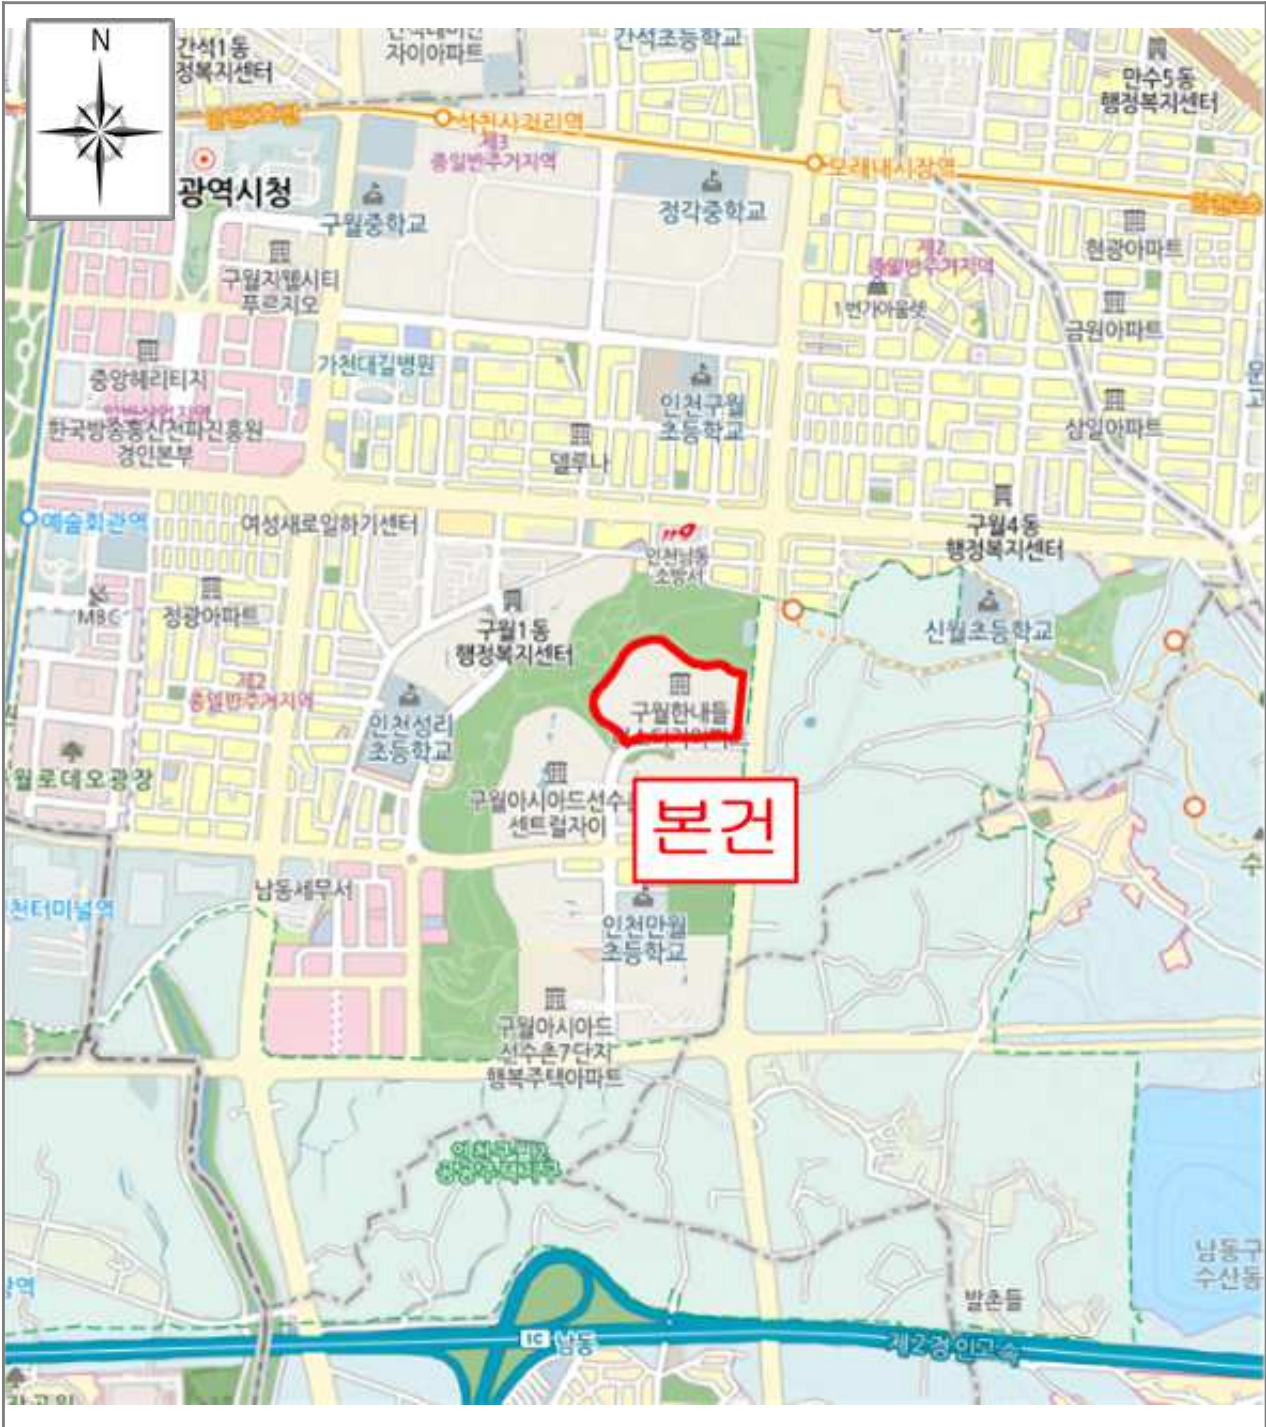 N
간석1동
자이아파트
간석초등학교
만수5동
행정복지센터
석천사거리역
제3
종일반주거지역
모래내시장역
광역시청
구월중학교
정각중학교
현광아파트
제2
종일반주거지역
구월지웰시티
푸르지오
1번가아울렛
금원아파트
가천대길병원
중앙헤리티지
인천구월
초등학교
한국방송통신전파진흥원
경인본부
삼일아파트
델루나
예술회관역
여성새로일하기센터
인천남동
소방서
구월4동
행정복지센터
MBC
정광아파트
구월1동
행정복지센터
신월초등학교
제2
종일반주거지역
인천성리
초등학교
구월한내들
월로데오광장
구월아시아드선수
센트럴자이
본건
남동세무서
천터미널역
인천만월
초등학교
구월아시아드
선수촌7단지
행복주택아파트
남동구
수산동
발촌들
IC 남동
제2경인고속